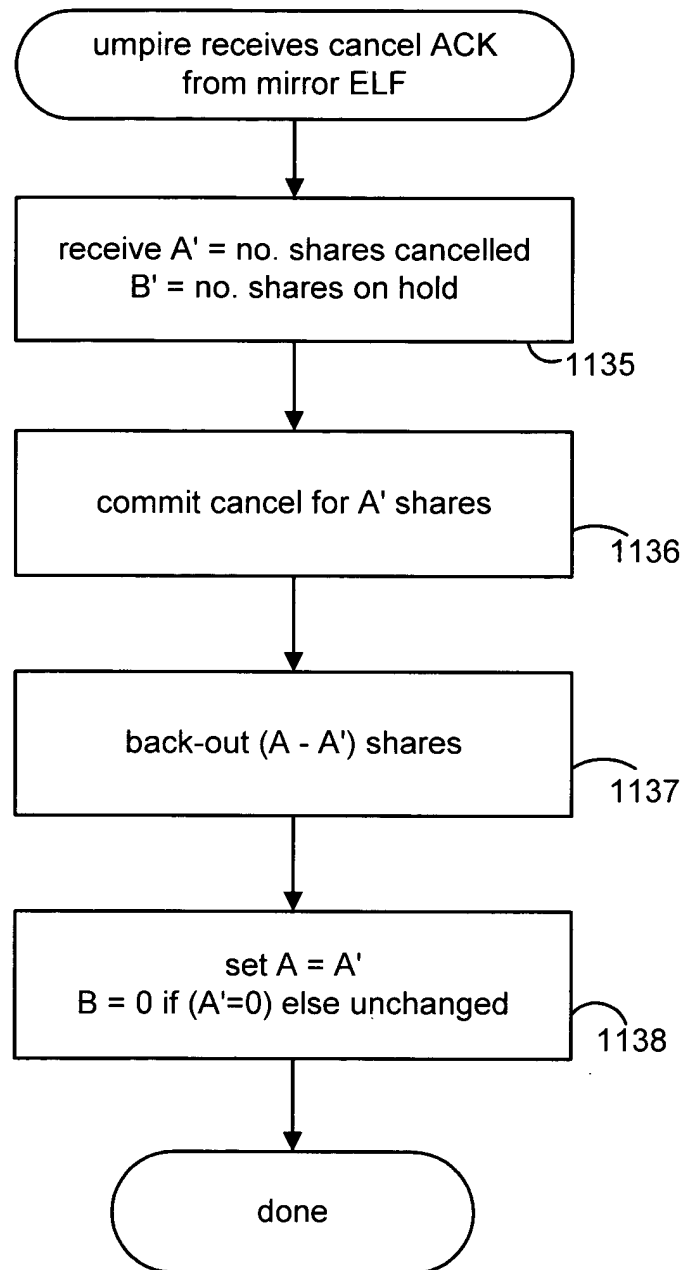 umpire receives cancel ACK
from mirror ELF
receive A' = no. shares cancelled
B' = no. shares on hold
1135
commit cancel for A' shares
1136
back-out (A - A') shares
1137
set A = A'
B = 0 if (A'=0) else unchanged
1138
done